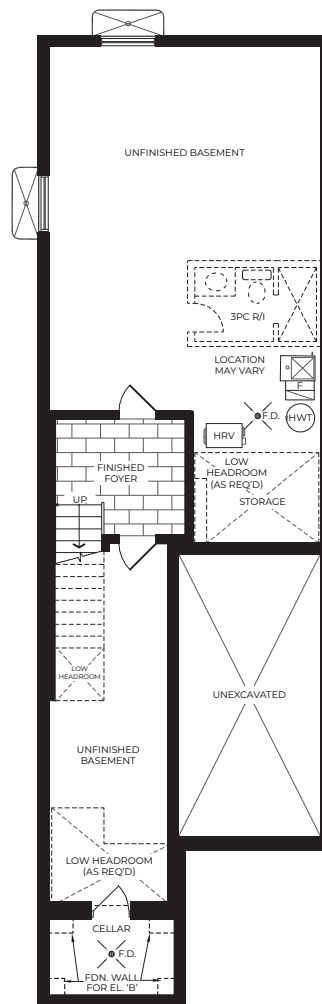 UNFINISHED BASEMENT
3PC R/I
LOCATION
MAY VARY
F
F.D.
HWT
HRV
FINISHED
FOYER
LOW
HEADROOM
(AS REQ'D)
STORAGE
UP
LOW
HEADROOM
UNEXCAVATED
UNFINISHED
BASEMENT
LOW HEADROOM
(AS REQ'D)
CELLAR
F.D.
FDN. WALL
FOR EL. 'B'